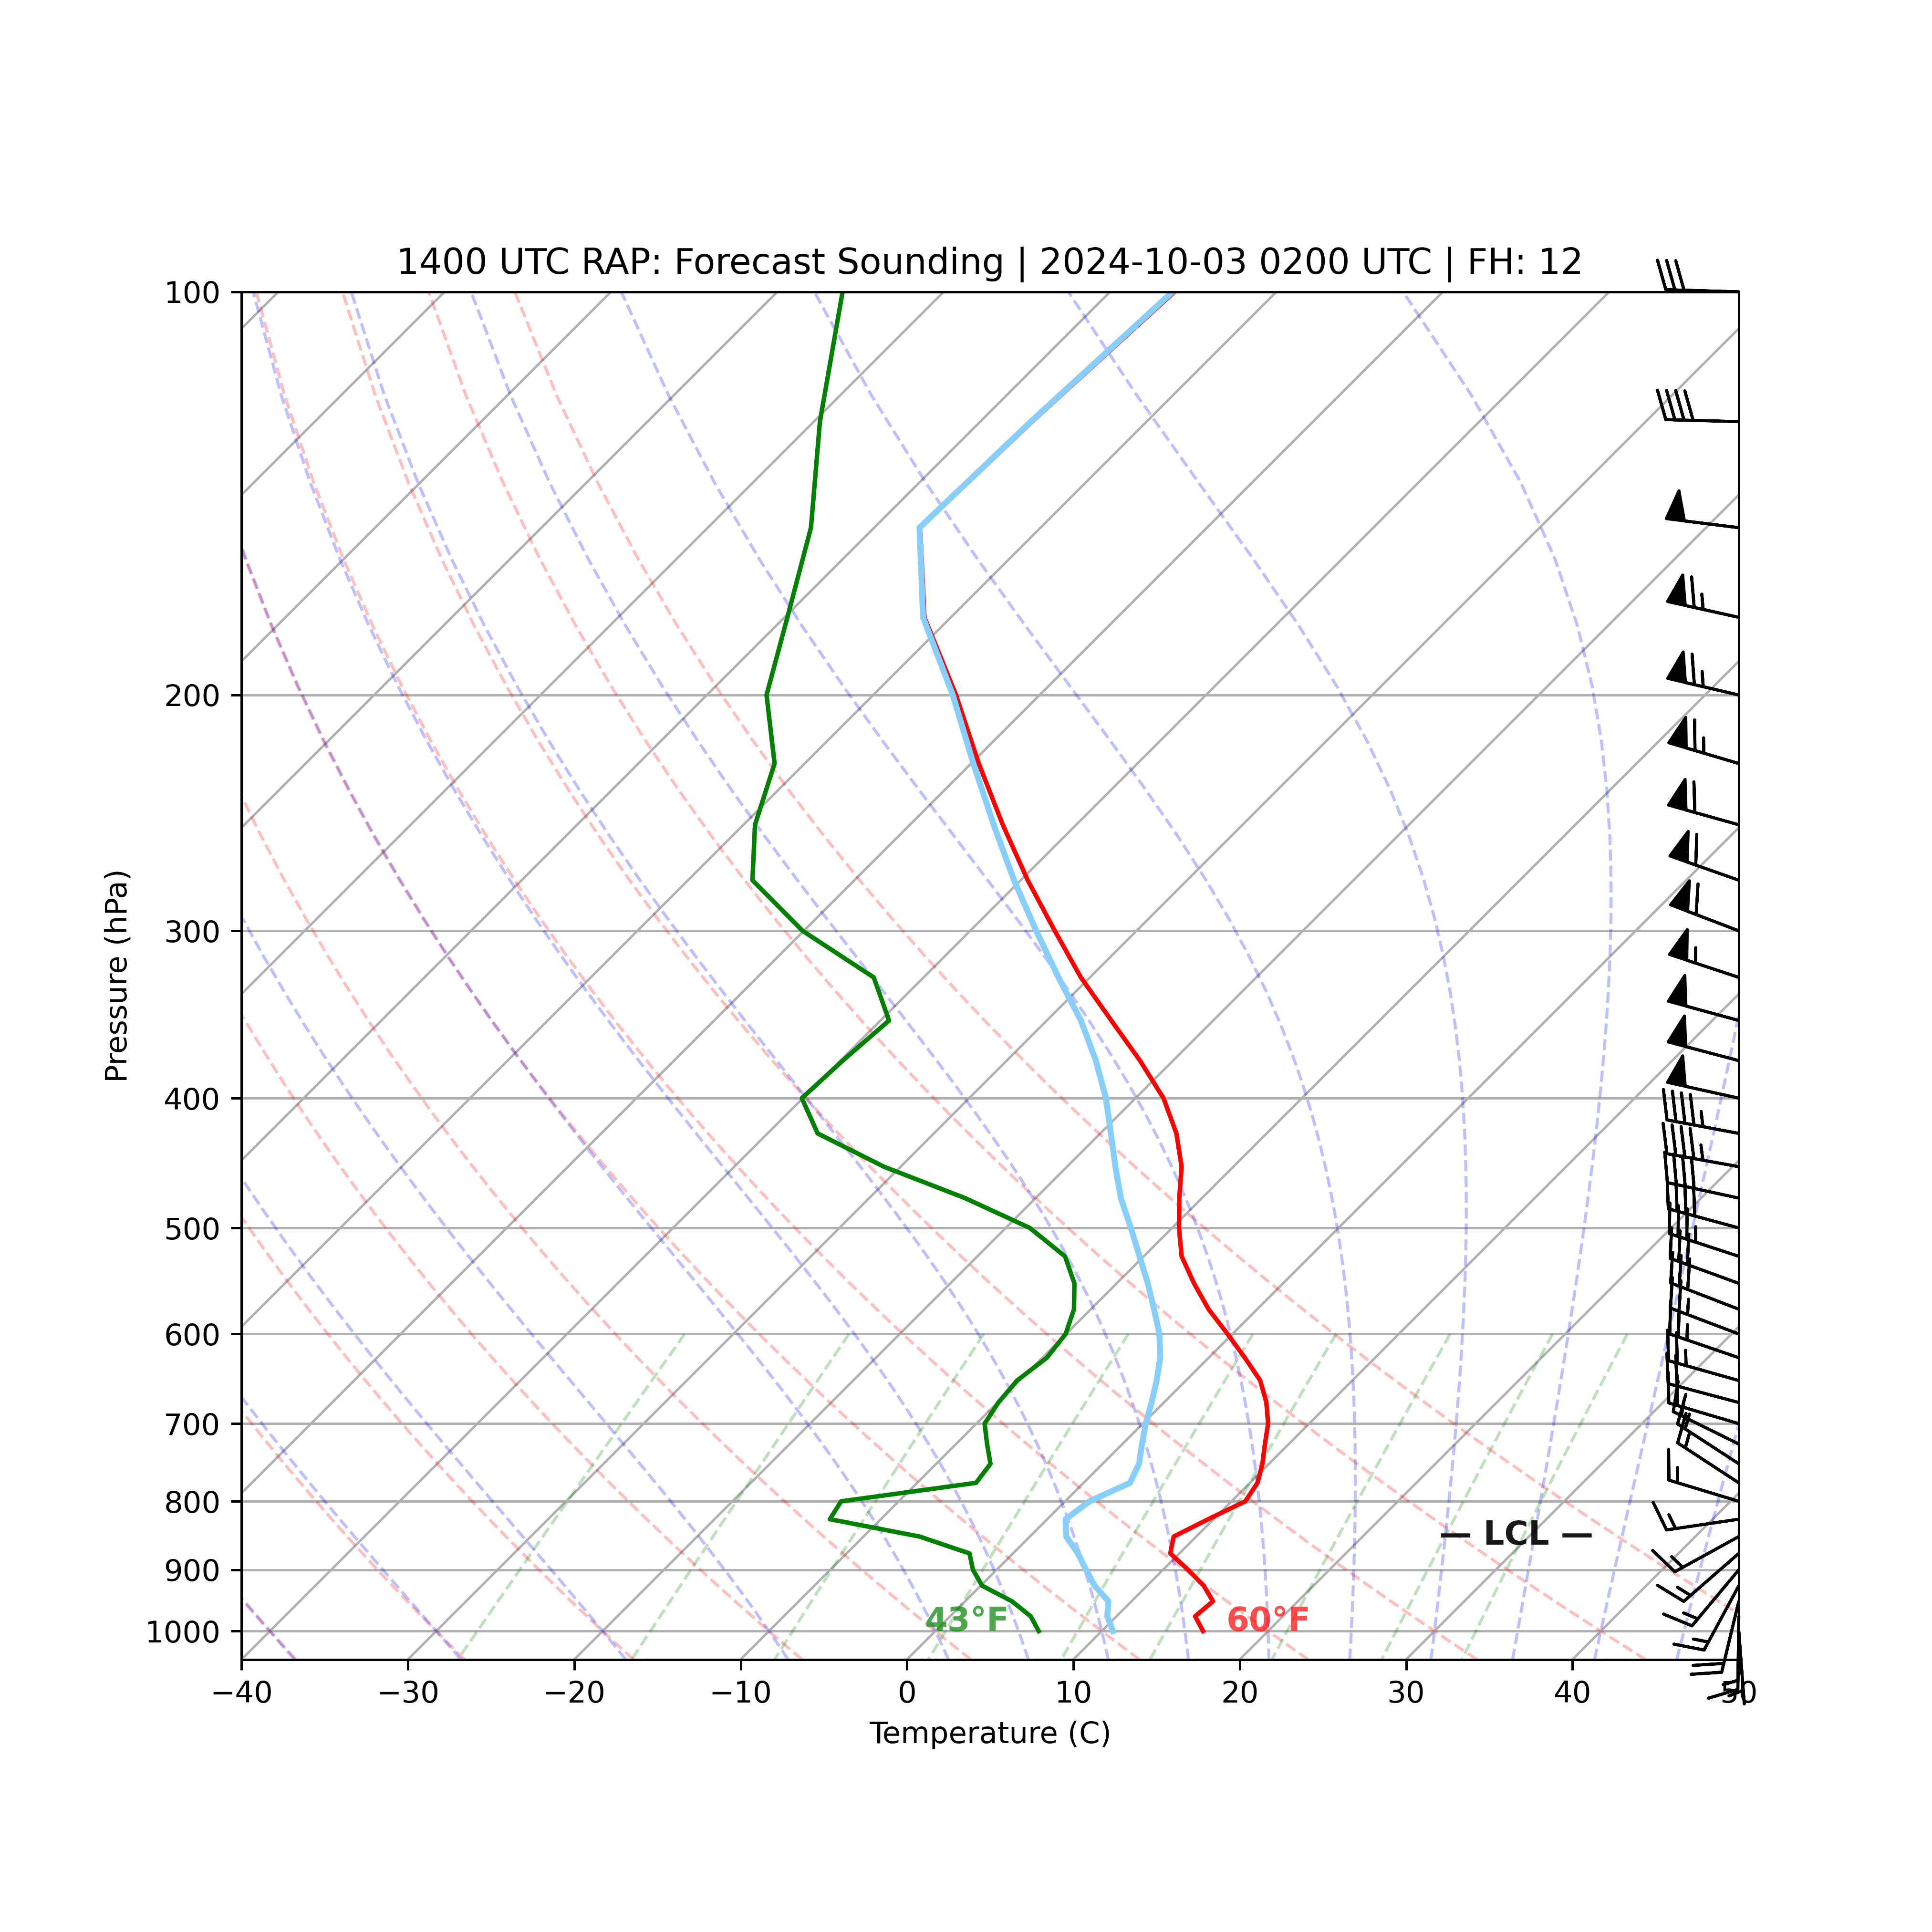 1400 UTC RAP: Forecast Sounding | 2024-10-03 0200 UTC | FH: 12
100
200
300
400
500
600
700
800
900
1000
Pressure (hPa)
— LCL —
43°F
60°F
−40 −30 −20 −10 0 10 20 30 40 50
Temperature (C)